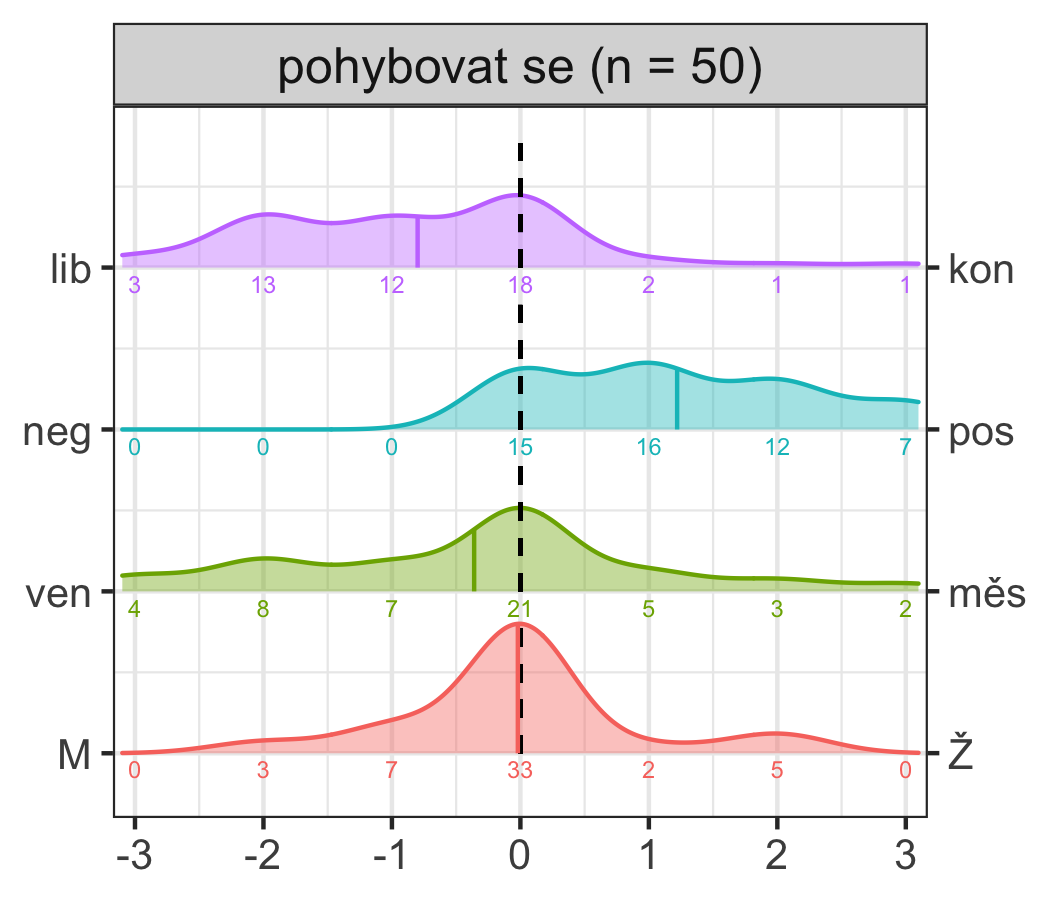 pohybovat se (n = 50)
lib kon
3 13 12 18 2 1 1
neg pos
0 0 0 15 16 12 7
ven měs
4 8 7 21 5 3 2
M Ž
0 3 7 33 2 5 0
-3 -2 -1 0 1 2 3